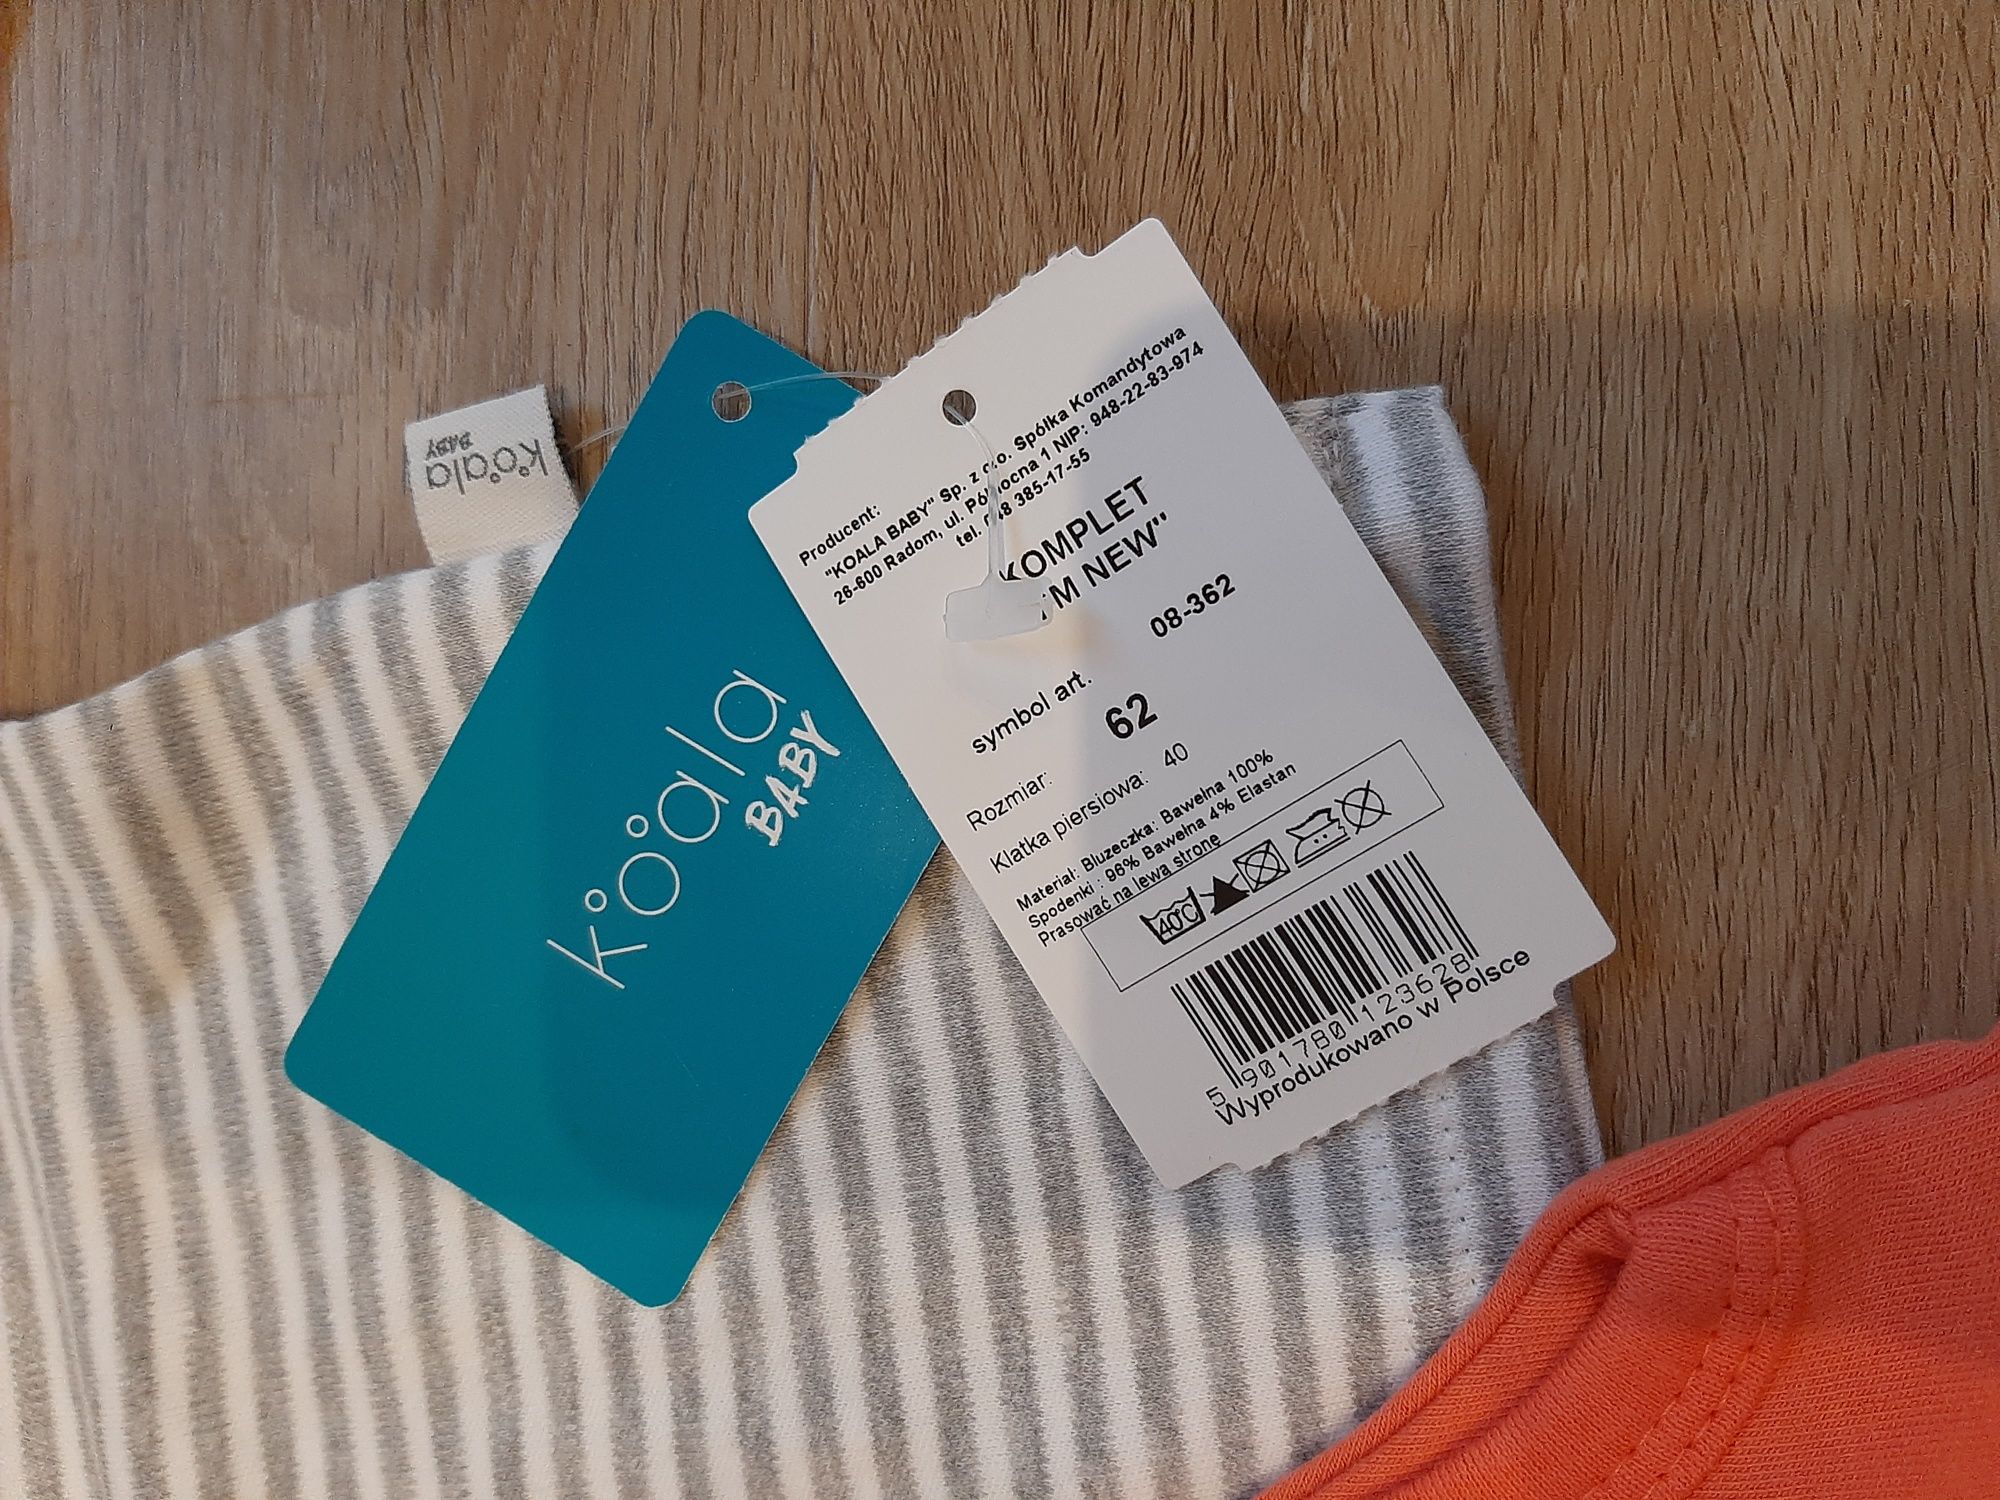 koala
BABY
koala
BABY
Producent:
"KOALA BABY" Sp. z o.o. Spółka Komandytowa
26-600 Radom, ul. Północna 1 NIP: 948-22-83-974
tel. 048 385-17-55
KOMPLET
NEW"
symbol art. 08-362
Rozmiar: 62
Klatka piersiowa: 40
Materiał: Bluzeczka: Bawełna 100%
Spodenki : 96% Bawełna 4% Elastan
Prasować na lewa stronę
40°C
5 901780 123628
Wyprodukowano w Polsce